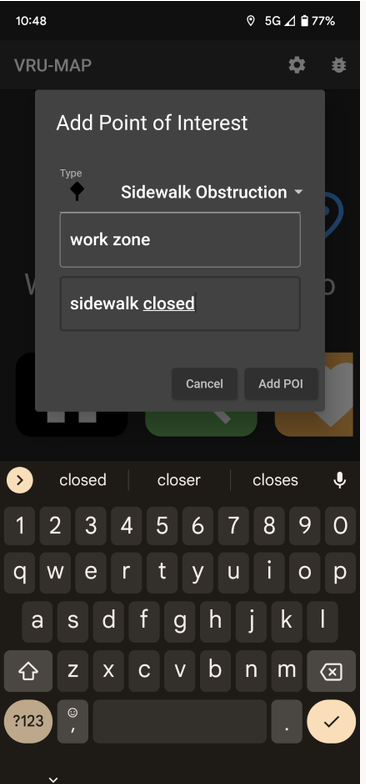 10:48 5G 77%
VRU-MAP
Add Point of Interest
Type
Sidewalk Obstruction
work zone
sidewalk closed
Cancel Add POI
closed closer closes
1 2 3 4 5 6 7 8 9 0
q w e r t y u i o p
a s d f g h j k l
z x c v b n m
?123 , .